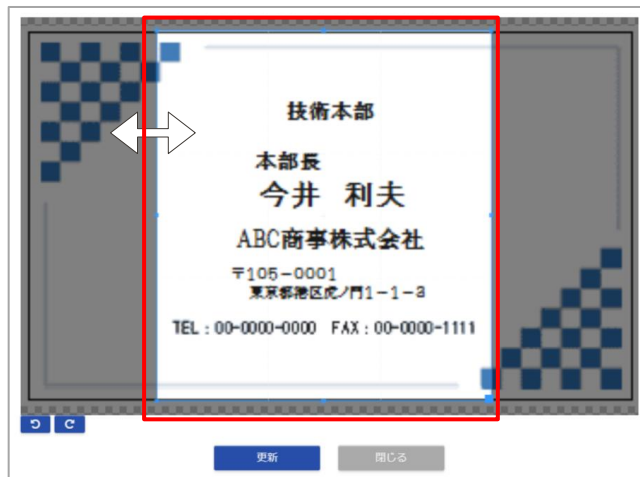 技術本部
本部長
今井 利夫
ABC商事株式会社
〒105-0001
東京都港区虎ノ門1-1-3
TEL：00-0000-0000 FAX：00-0000-1111
更新
閉じる